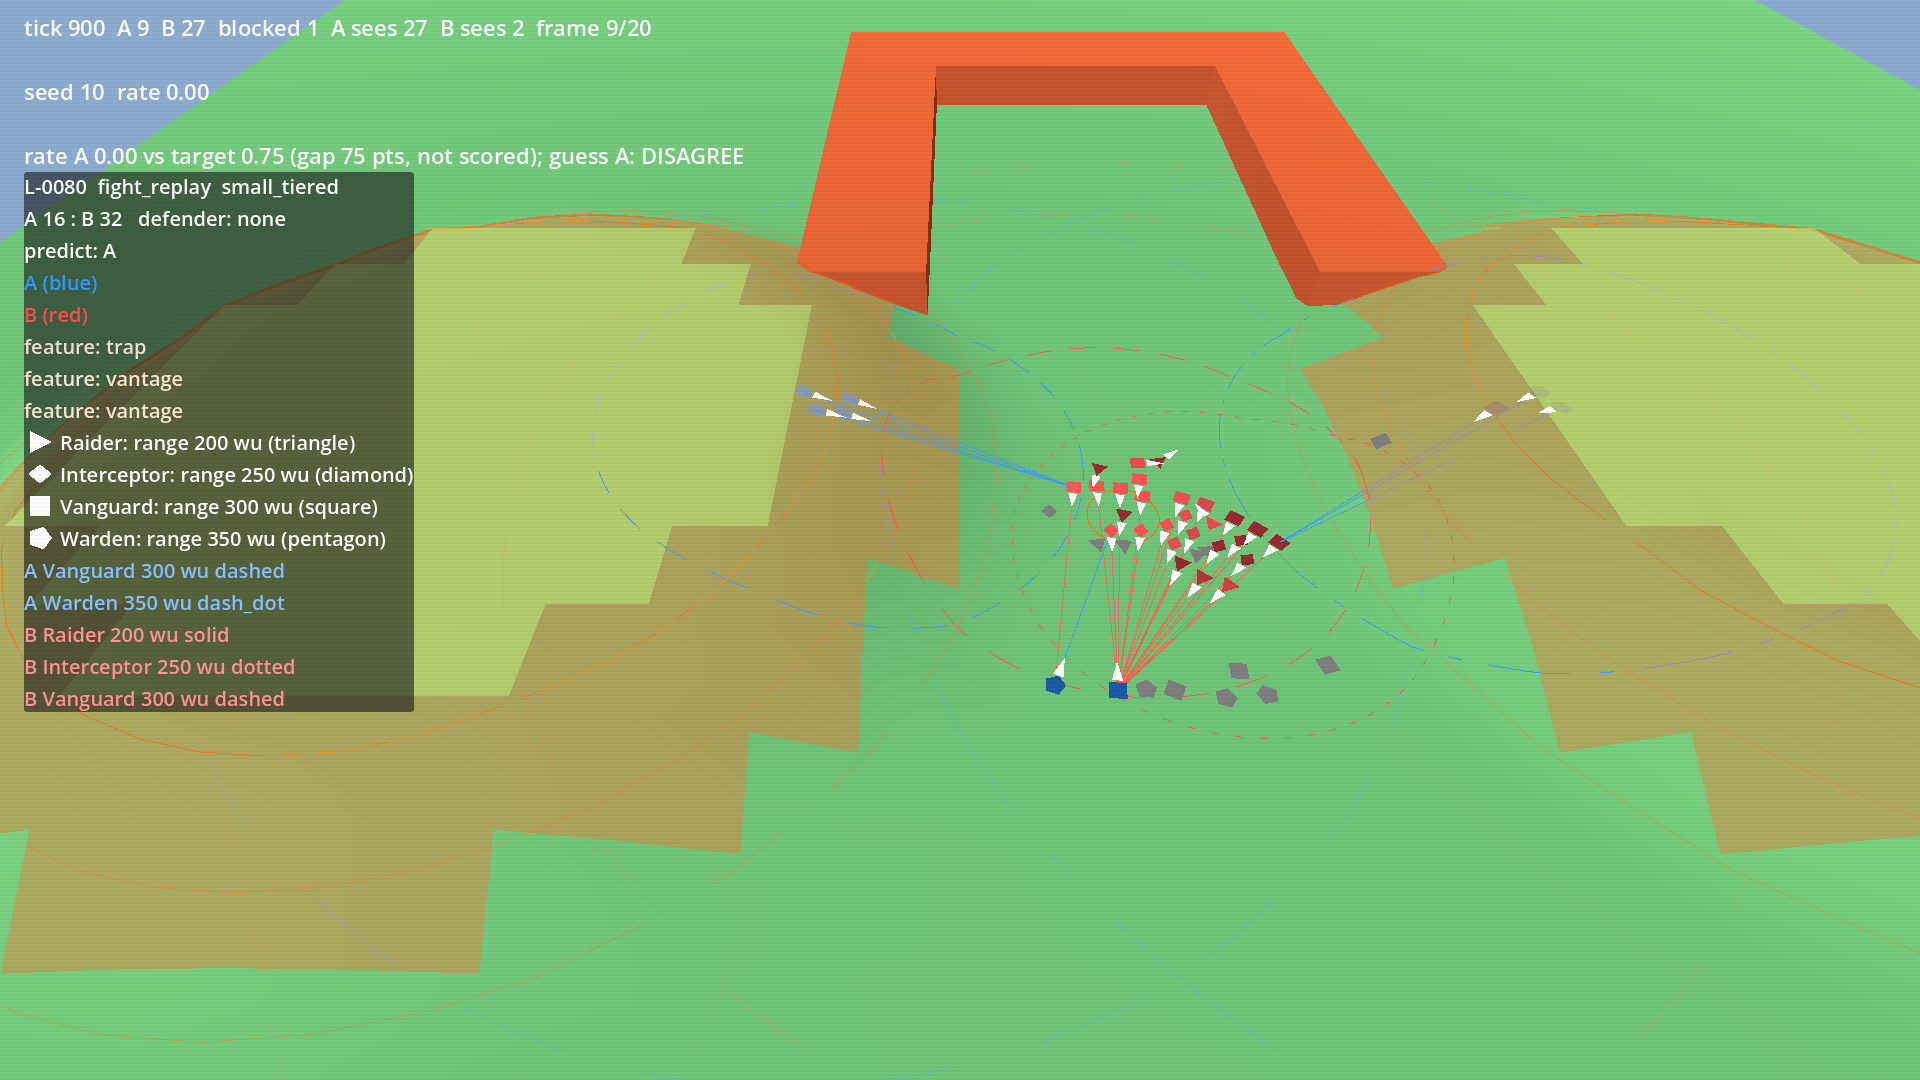 tick 900  A 9  B 27  blocked 1  A sees 27  B sees 2  frame 9/20
seed 10  rate 0.00
rate A 0.00 vs target 0.75 (gap 75 pts, not scored); guess A: DISAGREE
L-0080  fight_replay  small_tiered
A 16 : B 32   defender: none
predict: A
A (blue)
B (red)
feature: trap
feature: vantage
feature: vantage
Raider: range 200 wu (triangle)
Interceptor: range 250 wu (diamond)
Vanguard: range 300 wu (square)
Warden: range 350 wu (pentagon)
A Vanguard 300 wu dashed
A Warden 350 wu dash_dot
B Raider 200 wu solid
B Interceptor 250 wu dotted
B Vanguard 300 wu dashed